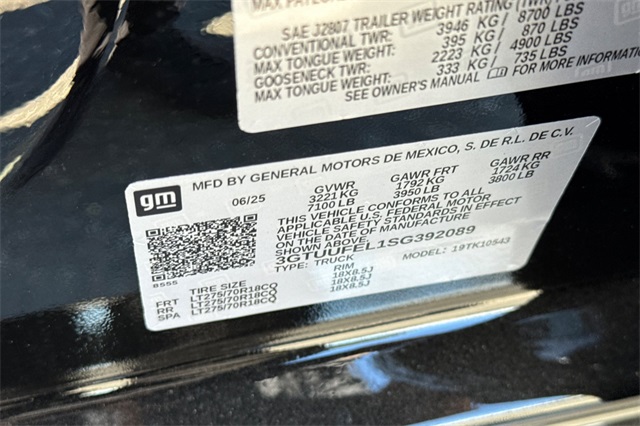 MAX PAYLOAD
SAE J2807 TRAILER WEIGHT RATING (TWR)
CONVENTIONAL TWR: 3946 KG / 8700 LBS
MAX TONGUE WEIGHT: 395 KG / 870 LBS
GOOSENECK TWR: 2223 KG / 4900 LBS
MAX TONGUE WEIGHT: 333 KG / 735 LBS
SEE OWNER'S MANUAL gm FOR MORE INFORMATION
gm MFD BY GENERAL MOTORS DE MEXICO, S. DE R.L. DE C.V.
06/25 GVWR GAWR FRT GAWR RR
3221 KG 1792 KG 1724 KG
7100 LB 3950 LB 3800 LB
THIS VEHICLE CONFORMS TO ALL
APPLICABLE U.S. FEDERAL MOTOR
VEHICLE SAFETY STANDARDS IN EFFECT
ON THE DATE OF MANUFACTURE
SHOWN ABOVE.
3GTUUFEL1SG392089
TYPE: TRUCK MODEL: 19TK10543
8555
TIRE SIZE RIM
FRT LT275/70R18CQ 18X8.5J
RR LT275/70R18CQ 18X8.5J
SPA LT275/70R18CQ 18X8.5J